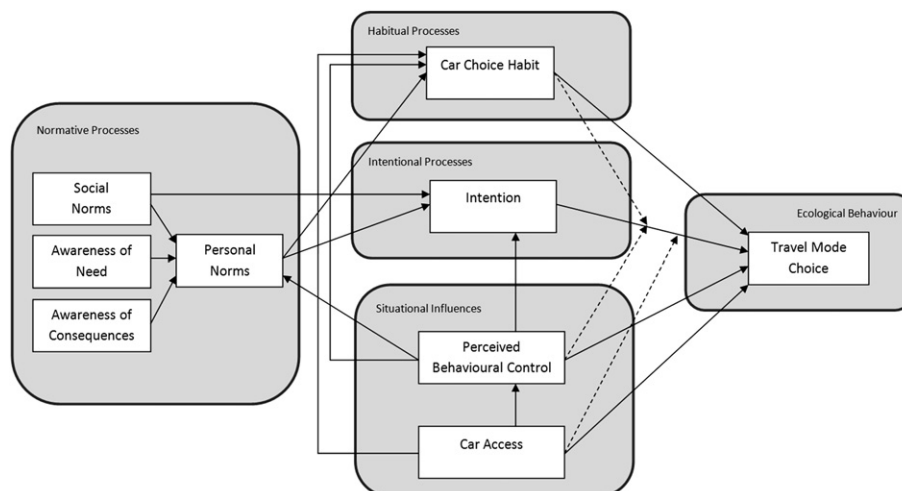 Habitual Processes
Car Choice Habit
Normative Processes
Social
Norms
Awareness of
Need
Awareness of
Consequences
Personal
Norms
Intentional Processes
Intention
Situational Influences
Perceived
Behavioural Control
Car Access
Ecological Behaviour
Travel Mode
Choice